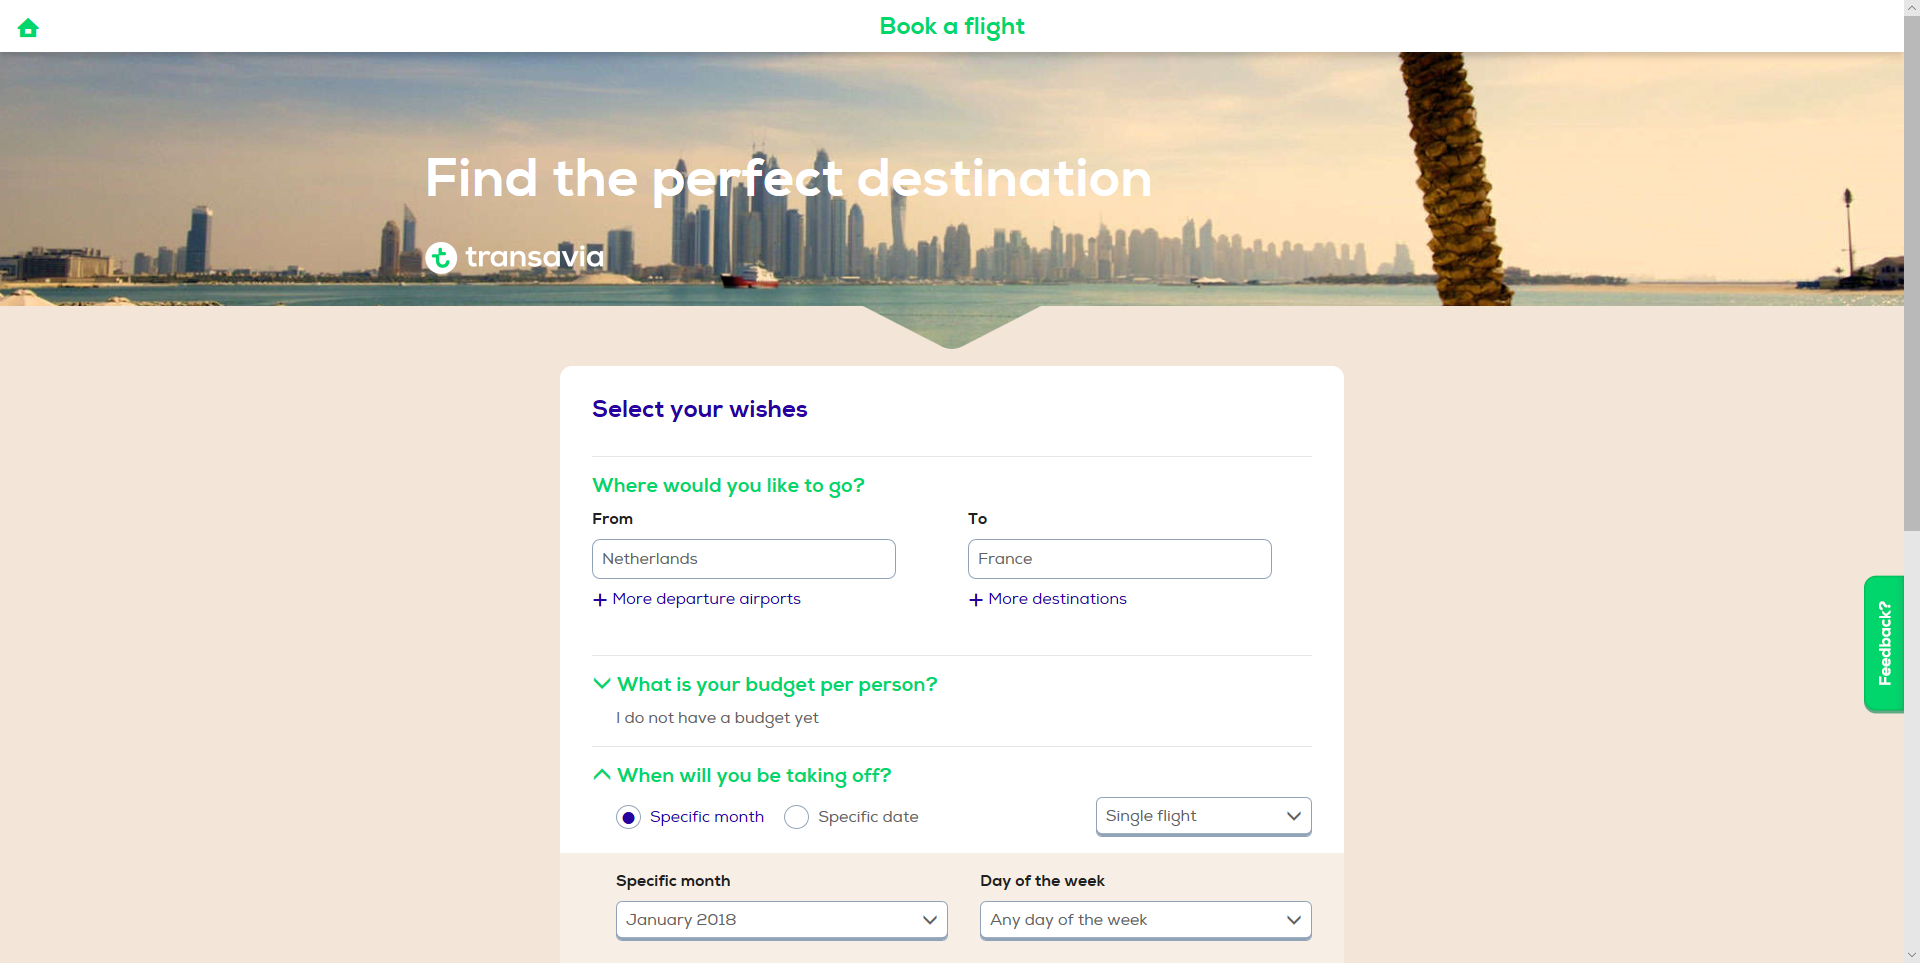 Book a flight
Find the perfect destination
transavia
Select your wishes
Where would you like to go?
From
To
Netherlands
France
More departure airports
More destinations
What is your budget per person?
I do not have a budget yet
When will you be taking off?
Specific month
Specific date
Single flight
Specific month
Day of the week
January 2018
Any day of the week
Feedback?